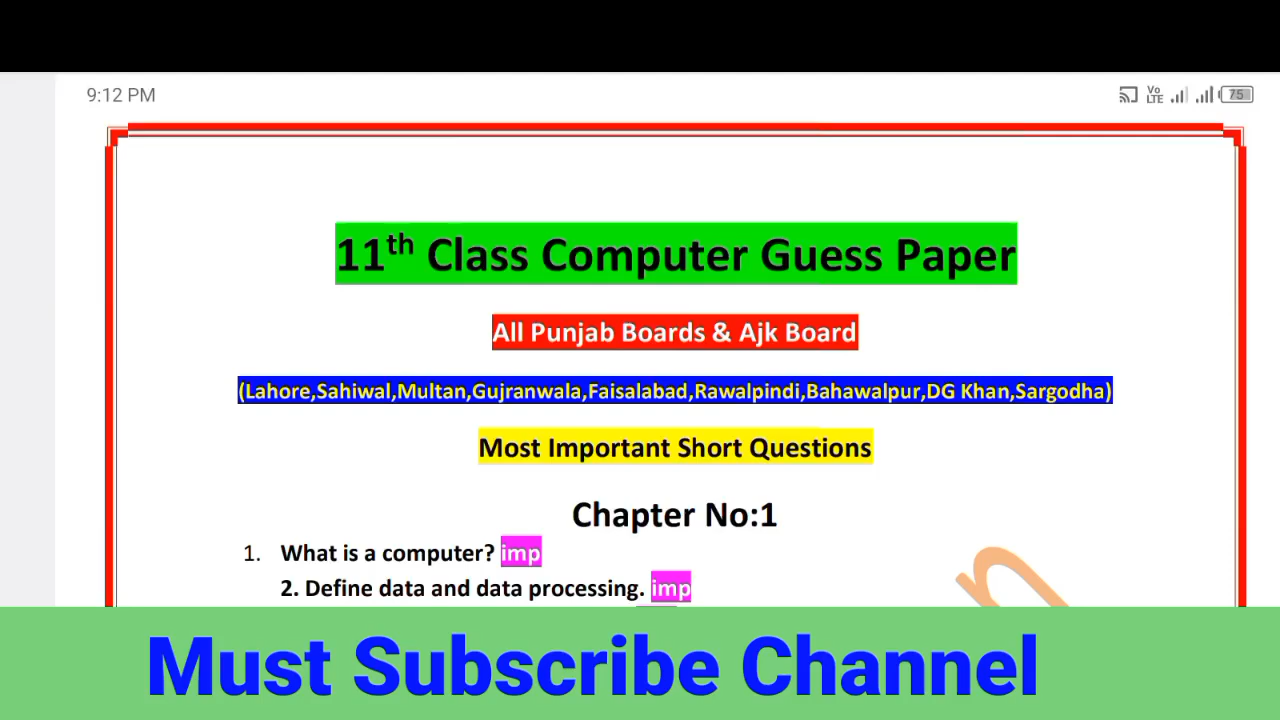 9:12 PM
Vo LTE 75
11th Class Computer Guess Paper
All Punjab Boards & Ajk Board
(Lahore,Sahiwal,Multan,Gujranwala,Faisalabad,Rawalpindi,Bahawalpur,DG Khan,Sargodha)
Most Important Short Questions
Chapter No:1
1. What is a computer? imp
2. Define data and data processing. imp
Must Subscribe Channel